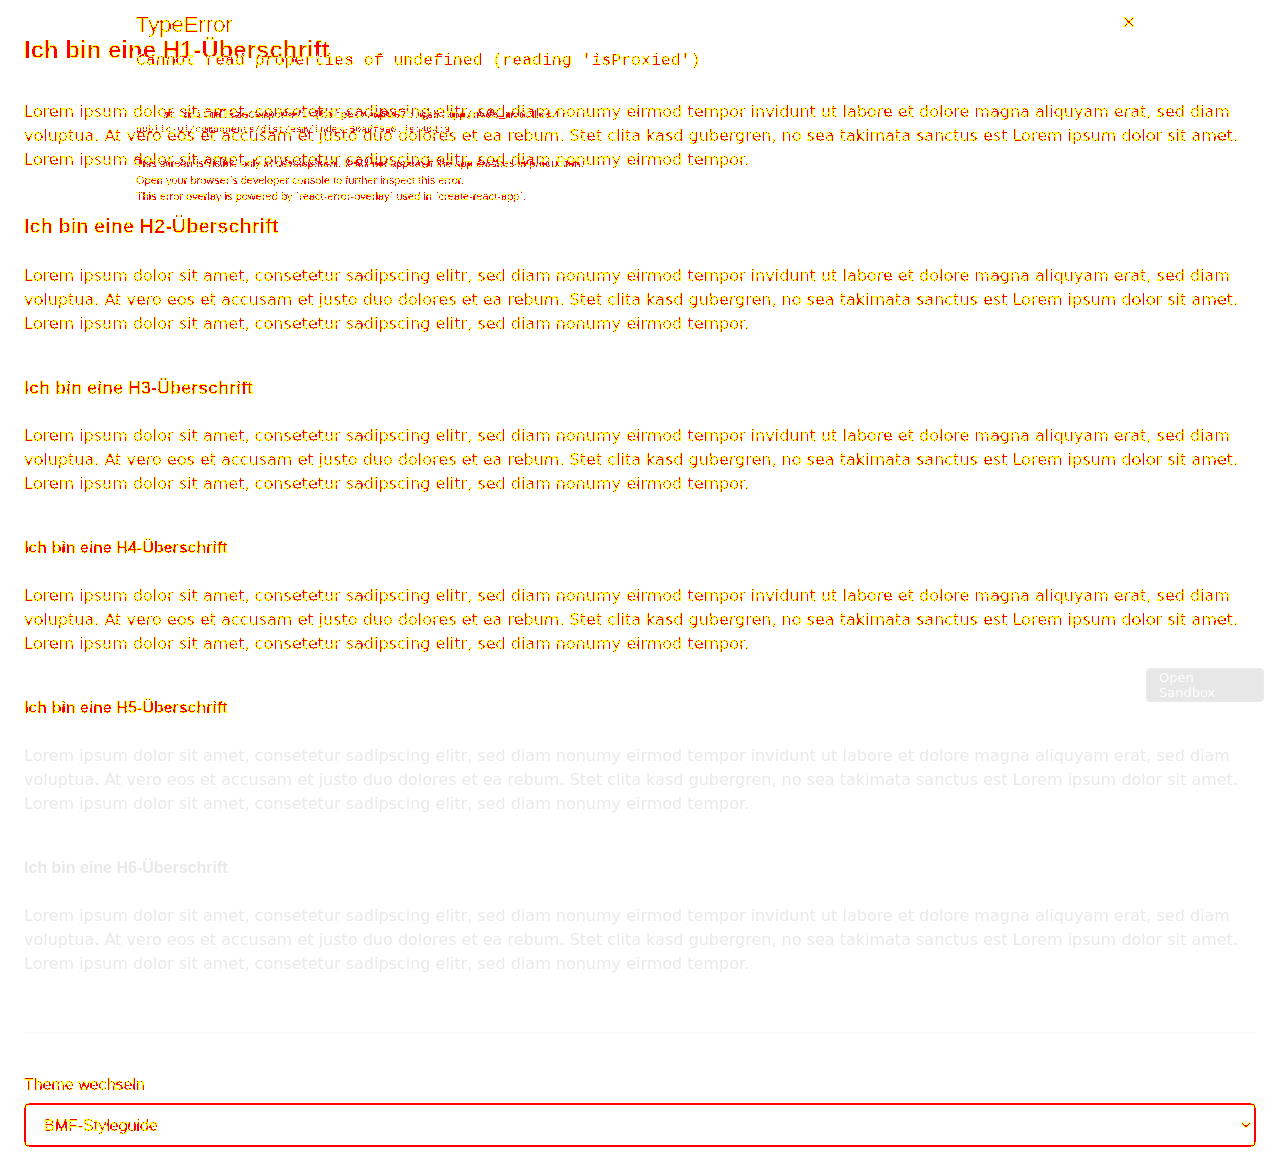 TypeError
×
Ich bin eine H1-Überschrift
Cannot read properties of undefined (reading 'isProxied')
Lorem ipsum dolor sit amet, consetetur sadipscing elitr, sed diam nonumy eirmod tempor invidunt ut labore et dolore magna aliquyam erat, sed diam
voluptua. At vero eos et accusam et justo duo dolores et ea rebum. Stet clita kasd gubergren, no sea takimata sanctus est Lorem ipsum dolor sit amet.
Lorem ipsum dolor sit amet, consetetur sadipscing elitr, sed diam nonumy eirmod tempor.
This screen is visible only in development. It will not appear if the app crashes in production.
Open your browser's developer console to further inspect this error.
This error overlay is powered by `react-error-overlay` used in `create-react-app`.
Ich bin eine H2-Überschrift
Lorem ipsum dolor sit amet, consetetur sadipscing elitr, sed diam nonumy eirmod tempor invidunt ut labore et dolore magna aliquyam erat, sed diam
voluptua. At vero eos et accusam et justo duo dolores et ea rebum. Stet clita kasd gubergren, no sea takimata sanctus est Lorem ipsum dolor sit amet.
Lorem ipsum dolor sit amet, consetetur sadipscing elitr, sed diam nonumy eirmod tempor.
Ich bin eine H3-Überschrift
Lorem ipsum dolor sit amet, consetetur sadipscing elitr, sed diam nonumy eirmod tempor invidunt ut labore et dolore magna aliquyam erat, sed diam
voluptua. At vero eos et accusam et justo duo dolores et ea rebum. Stet clita kasd gubergren, no sea takimata sanctus est Lorem ipsum dolor sit amet.
Lorem ipsum dolor sit amet, consetetur sadipscing elitr, sed diam nonumy eirmod tempor.
Ich bin eine H4-Überschrift
Lorem ipsum dolor sit amet, consetetur sadipscing elitr, sed diam nonumy eirmod tempor invidunt ut labore et dolore magna aliquyam erat, sed diam
voluptua. At vero eos et accusam et justo duo dolores et ea rebum. Stet clita kasd gubergren, no sea takimata sanctus est Lorem ipsum dolor sit amet.
Lorem ipsum dolor sit amet, consetetur sadipscing elitr, sed diam nonumy eirmod tempor.
Open
Sandbox
Ich bin eine H5-Überschrift
Lorem ipsum dolor sit amet, consetetur sadipscing elitr, sed diam nonumy eirmod tempor invidunt ut labore et dolore magna aliquyam erat, sed diam
voluptua. At vero eos et accusam et justo duo dolores et ea rebum. Stet clita kasd gubergren, no sea takimata sanctus est Lorem ipsum dolor sit amet.
Lorem ipsum dolor sit amet, consetetur sadipscing elitr, sed diam nonumy eirmod tempor.
Ich bin eine H6-Überschrift
Lorem ipsum dolor sit amet, consetetur sadipscing elitr, sed diam nonumy eirmod tempor invidunt ut labore et dolore magna aliquyam erat, sed diam
voluptua. At vero eos et accusam et justo duo dolores et ea rebum. Stet clita kasd gubergren, no sea takimata sanctus est Lorem ipsum dolor sit amet.
Lorem ipsum dolor sit amet, consetetur sadipscing elitr, sed diam nonumy eirmod tempor.
Theme wechseln
BMF-Styleguide